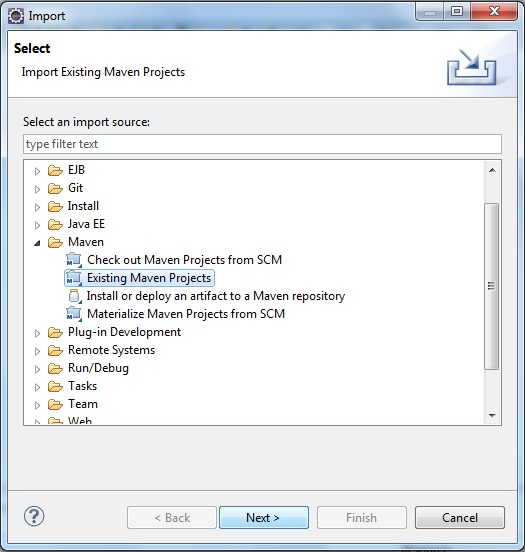 Import
Select
Import Existing Maven Projects
Select an import source:
type filter text
EJB
Git
Install
Java EE
Maven
Check out Maven Projects from SCM
Existing Maven Projects
Install or deploy an artifact to a Maven repository
Materialize Maven Projects from SCM
Plug-in Development
Remote Systems
Run/Debug
Tasks
Team
Web
< Back
Next >
Finish
Cancel